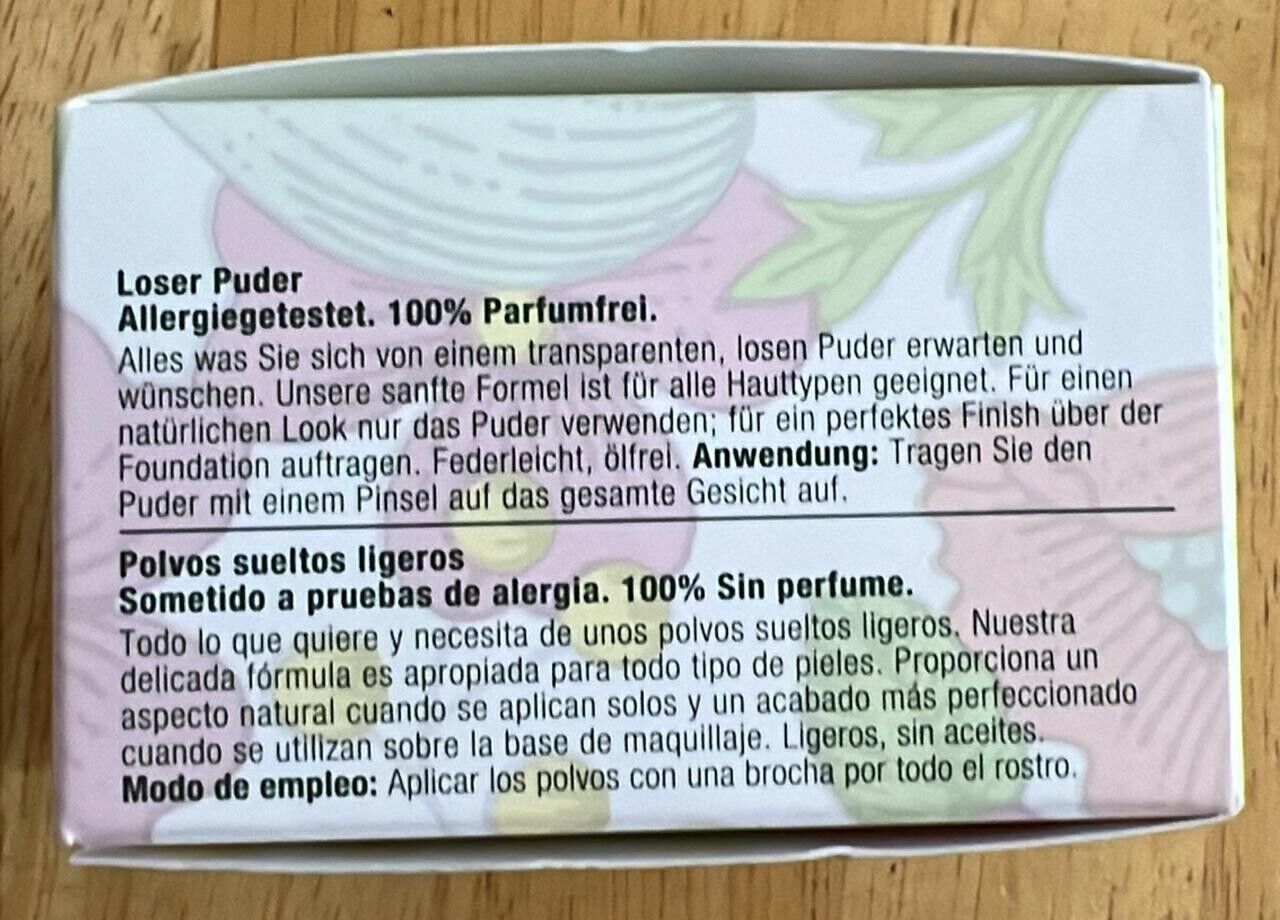 Loser Puder
Allergiegetestet. 100% Parfumfrei.
Alles was Sie sich von einem transparenten, losen Puder erwarten und
wünschen. Unsere sanfte Formel ist für alle Hauttypen geeignet. Für einen
natürlichen Look nur das Puder verwenden; für ein perfektes Finish über der
Foundation auftragen. Federleicht, ölfrei. Anwendung: Tragen Sie den
Puder mit einem Pinsel auf das gesamte Gesicht auf.
Polvos sueltos ligeros
Sometido a pruebas de alergia. 100% Sin perfume.
Todo lo que quiere y necesita de unos polvos sueltos ligeros. Nuestra
delicada fórmula es apropiada para todo tipo de pieles. Proporciona un
aspecto natural cuando se aplican solos y un acabado más perfeccionado
cuando se utilizan sobre la base de maquillaje. Ligeros, sin aceites.
Modo de empleo: Aplicar los polvos con una brocha por todo el rostro.